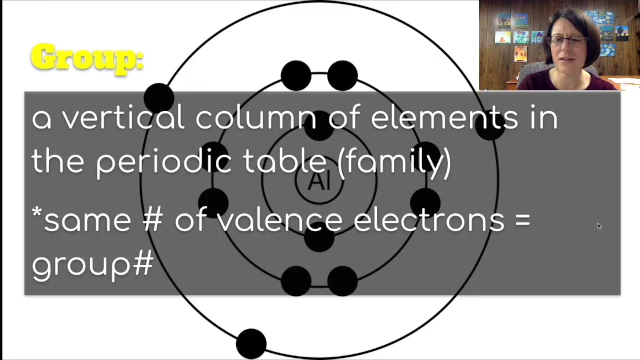 Group:
a vertical column of elements in
the periodic table (family)
*same # of valence electrons =
group#
Al